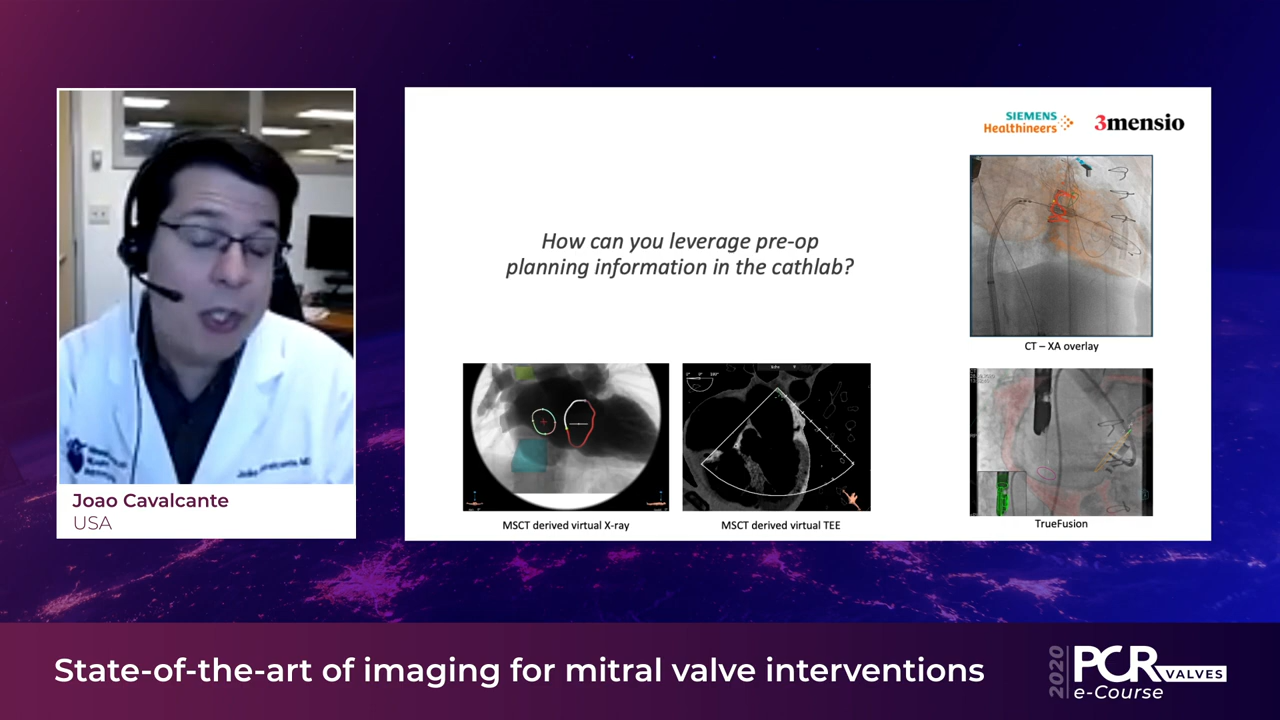 SIEMENS
Healthineers
3mensio
How can you leverage pre-op
planning information in the cathlab?
CT – XA overlay
MSCT derived virtual X-ray
MSCT derived virtual TEE
TrueFusion
Joao Cavalcante
USA
State-of-the-art of imaging for mitral valve interventions
2020
PCR
VALVES
e-Course